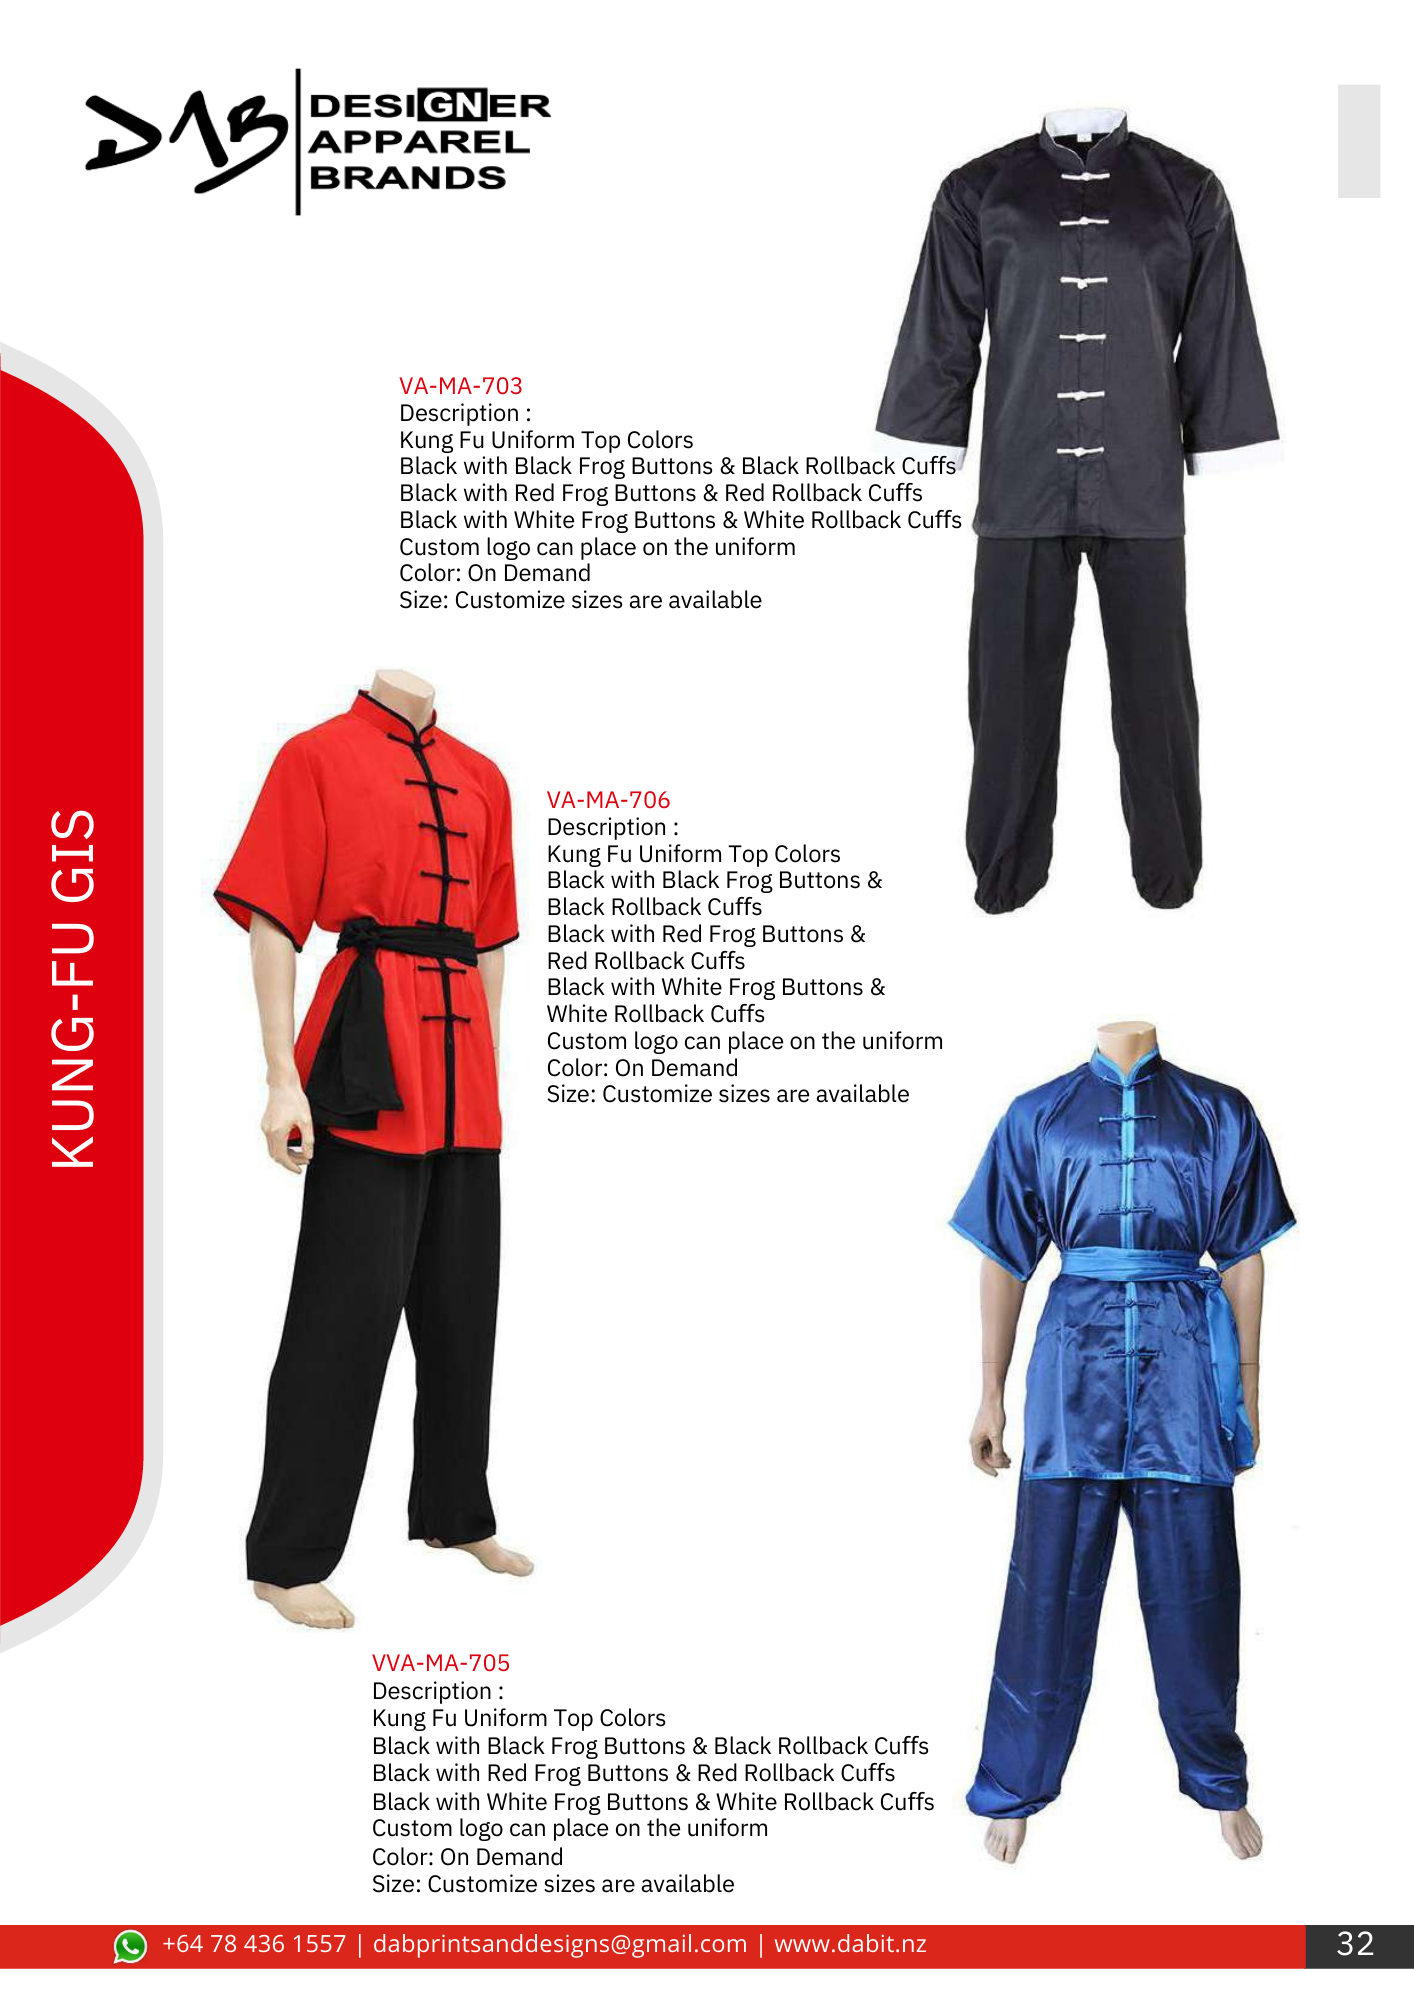 DAB
DESIGNER
APPAREL
BRANDS
VA-MA-703
Description :
Kung Fu Uniform Top Colors
Black with Black Frog Buttons & Black Rollback Cuffs
Black with Red Frog Buttons & Red Rollback Cuffs
Black with White Frog Buttons & White Rollback Cuffs
Custom logo can place on the uniform
Color: On Demand
Size: Customize sizes are available
KUNG-FU GIS
VA-MA-706
Description :
Kung Fu Uniform Top Colors
Black with Black Frog Buttons &
Black Rollback Cuffs
Black with Red Frog Buttons &
Red Rollback Cuffs
Black with White Frog Buttons &
White Rollback Cuffs
Custom logo can place on the uniform
Color: On Demand
Size: Customize sizes are available
VVA-MA-705
Description :
Kung Fu Uniform Top Colors
Black with Black Frog Buttons & Black Rollback Cuffs
Black with Red Frog Buttons & Red Rollback Cuffs
Black with White Frog Buttons & White Rollback Cuffs
Custom logo can place on the uniform
Color: On Demand
Size: Customize sizes are available
+64 78 436 1557 | dabprintsanddesigns@gmail.com | www.dabit.nz
32